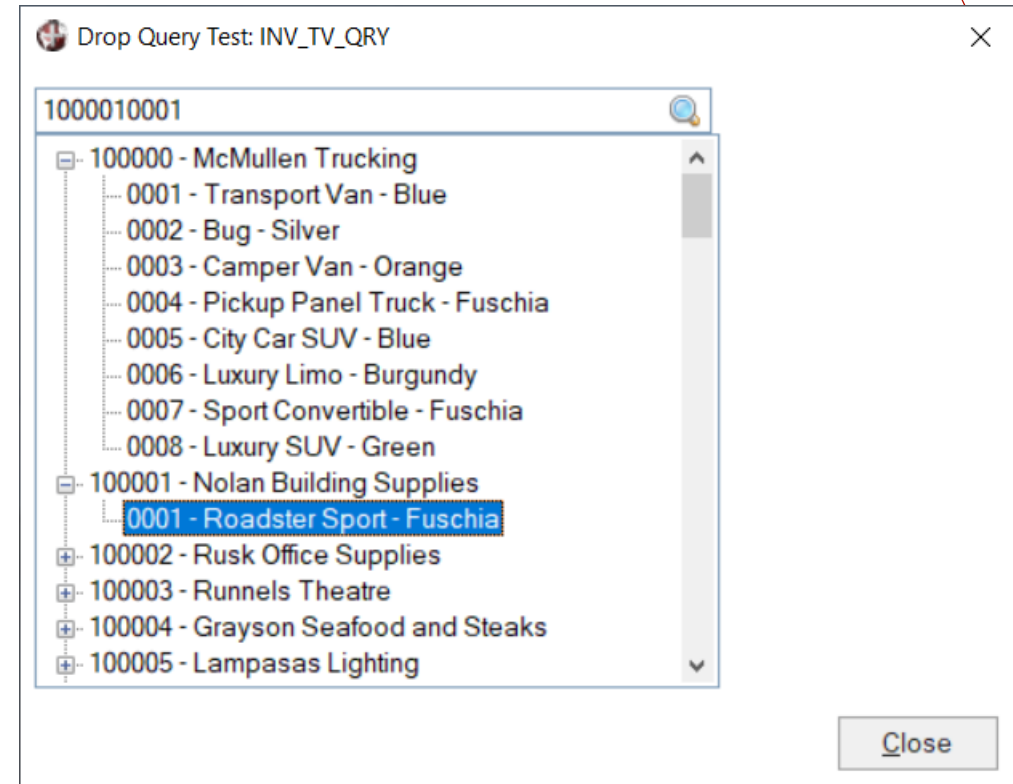 Drop Query Test: INV_TV_QRY
1000010001
100000 - McMullen Trucking
0001 - Transport Van - Blue
0002 - Bug - Silver
0003 - Camper Van - Orange
0004 - Pickup Panel Truck - Fuschia
0005 - City Car SUV - Blue
0006 - Luxury Limo - Burgundy
0007 - Sport Convertible - Fuschia
0008 - Luxury SUV - Green
100001 - Nolan Building Supplies
0001 - Roadster Sport - Fuschia
100002 - Rusk Office Supplies
100003 - Runnels Theatre
100004 - Grayson Seafood and Steaks
100005 - Lampasas Lighting
Close